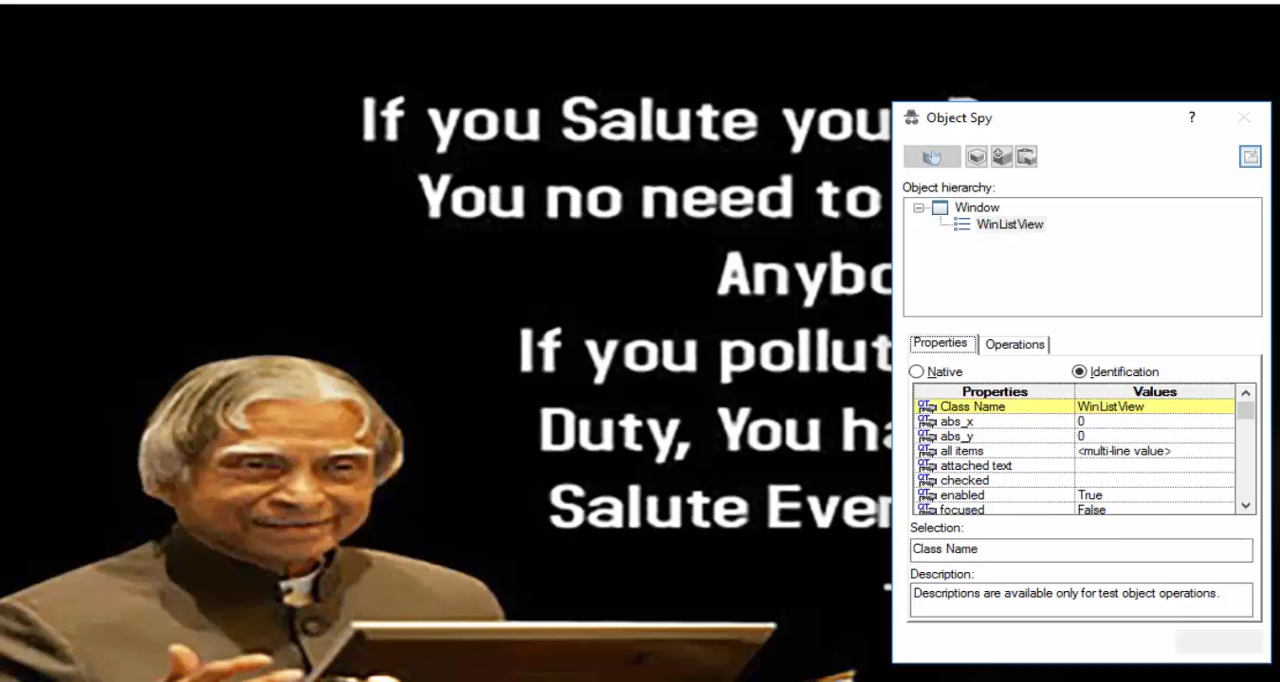 If you Salute you
You no need to
Anybo
If you pollut
Duty, You ha
Salute Ever
Object Spy
?
Object hierarchy:
Window
WinListView
Properties
Operations
Native
Identification
Properties Values
Class Name WinListView
abs_x 0
abs_y 0
all items <multi-line value>
attached text
checked
enabled True
focused False
Selection:
Class Name
Description:
Descriptions are available only for test object operations.